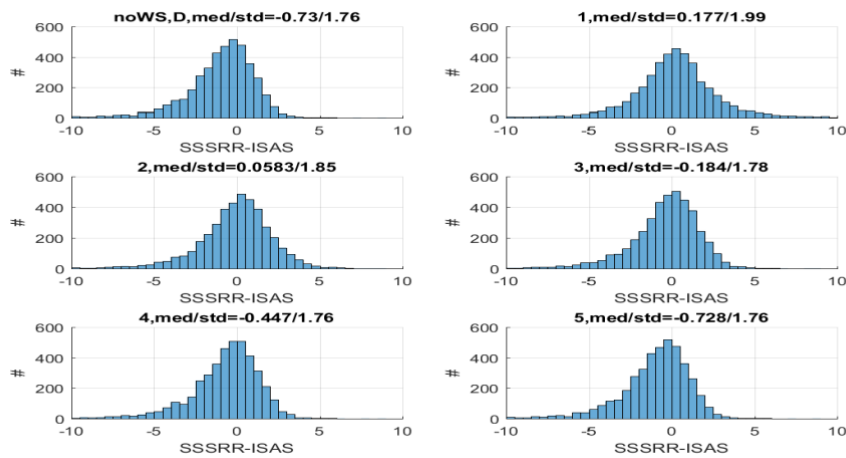 noWS,D,med/std=-0.73/1.76
600
400
200
0
#
-10 -5 0 5 10
SSSRR-ISAS
1,med/std=0.177/1.99
600
400
200
0
#
-10 -5 0 5 10
SSSRR-ISAS
2,med/std=0.0583/1.85
600
400
200
0
#
-10 -5 0 5 10
SSSRR-ISAS
3,med/std=-0.184/1.78
600
400
200
0
#
-10 -5 0 5 10
SSSRR-ISAS
4,med/std=-0.447/1.76
600
400
200
0
#
-10 -5 0 5 10
SSSRR-ISAS
5,med/std=-0.728/1.76
600
400
200
0
#
-10 -5 0 5 10
SSSRR-ISAS